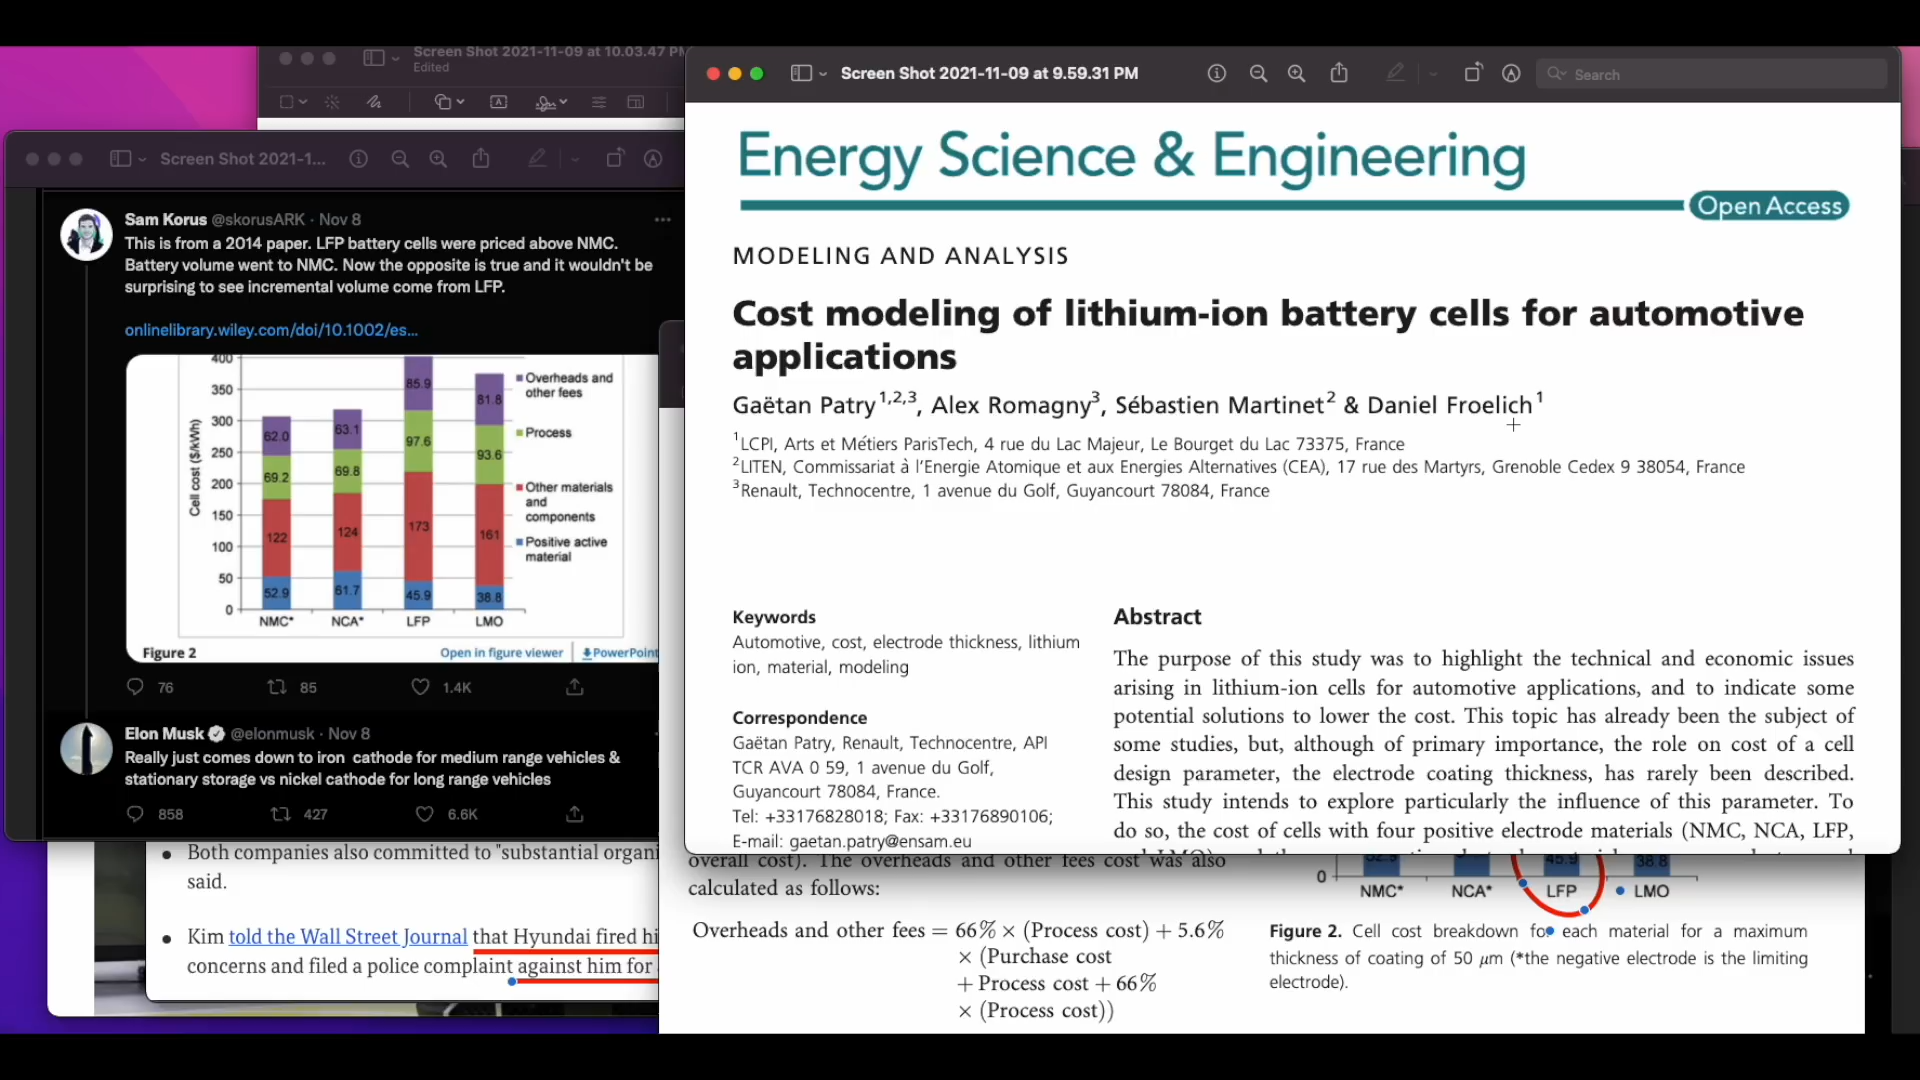 Screen Shot 2021-11-09 at 10.03.47 PM
Edited
Screen Shot 2021-11-09 at 9.59.31 PM
Search
Energy Science & Engineering
Open Access
MODELING AND ANALYSIS
Cost modeling of lithium-ion battery cells for automotive
applications
Gaëtan Patry1,2,3, Alex Romagny3, Sébastien Martinet2 & Daniel Froelich1
1LCPI, Arts et Métiers ParisTech, 4 rue du Lac Majeur, Le Bourget du Lac 73375, France
2LITEN, Commissariat à l'Energie Atomique et aux Energies Alternatives (CEA), 17 rue des Martyrs, Grenoble Cedex 9 38054, France
3Renault, Technocentre, 1 avenue du Golf, Guyancourt 78084, France
Keywords
Automotive, cost, electrode thickness, lithium
ion, material, modeling
Correspondence
Gaëtan Patry, Renault, Technocentre, API
TCR AVA 0 59, 1 avenue du Golf,
Guyancourt 78084, France.
Tel: +33176828018; Fax: +33176890106;
E-mail: gaetan.patry@ensam.eu
Abstract
The purpose of this study was to highlight the technical and economic issues
arising in lithium-ion cells for automotive applications, and to indicate some
potential solutions to lower the cost. This topic has already been the subject of
some studies, but, although of primary importance, the role on cost of a cell
design parameter, the electrode coating thickness, has rarely been described.
This study intends to explore particularly the influence of this parameter. To
do so, the cost of cells with four positive electrode materials (NMC, NCA, LFP,
Screen Shot 2021-1...
Sam Korus @skorusARK · Nov 8
This is from a 2014 paper. LFP battery cells were priced above NMC.
Battery volume went to NMC. Now the opposite is true and it wouldn't be
surprising to see incremental volume come from LFP.
onlinelibrary.wiley.com/doi/10.1002/es...
Cell cost ($/kWh)
400
350
300
250
200
150
100
50
0
62.0 63.1 85.9 81.8
69.2 69.8 97.6 93.6
122 124 173 161
52.9 61.7 45.9 38.8
NMC* NCA* LFP LMO
Overheads and
other fees
Process
Other materials
and
components
Positive active
material
Figure 2
Open in figure viewer
PowerPoint
76 85 1.4K
Elon Musk @elonmusk · Nov 8
Really just comes down to iron cathode for medium range vehicles &
stationary storage vs nickel cathode for long range vehicles
858 427 6.6K
Both companies also committed to "substantial organi
said.
Kim told the Wall Street Journal that Hyundai fired hi
concerns and filed a police complaint against him for
overall cost). The overheads and other fees cost was also
calculated as follows:
Overheads and other fees = 66% × (Process cost) + 5.6%
× (Purchase cost
+ Process cost + 66%
× (Process cost))
52.9 45.9 38.8
0
NMC* NCA* LFP LMO
Figure 2. Cell cost breakdown for each material for a maximum
thickness of coating of 50 μm (*the negative electrode is the limiting
electrode).